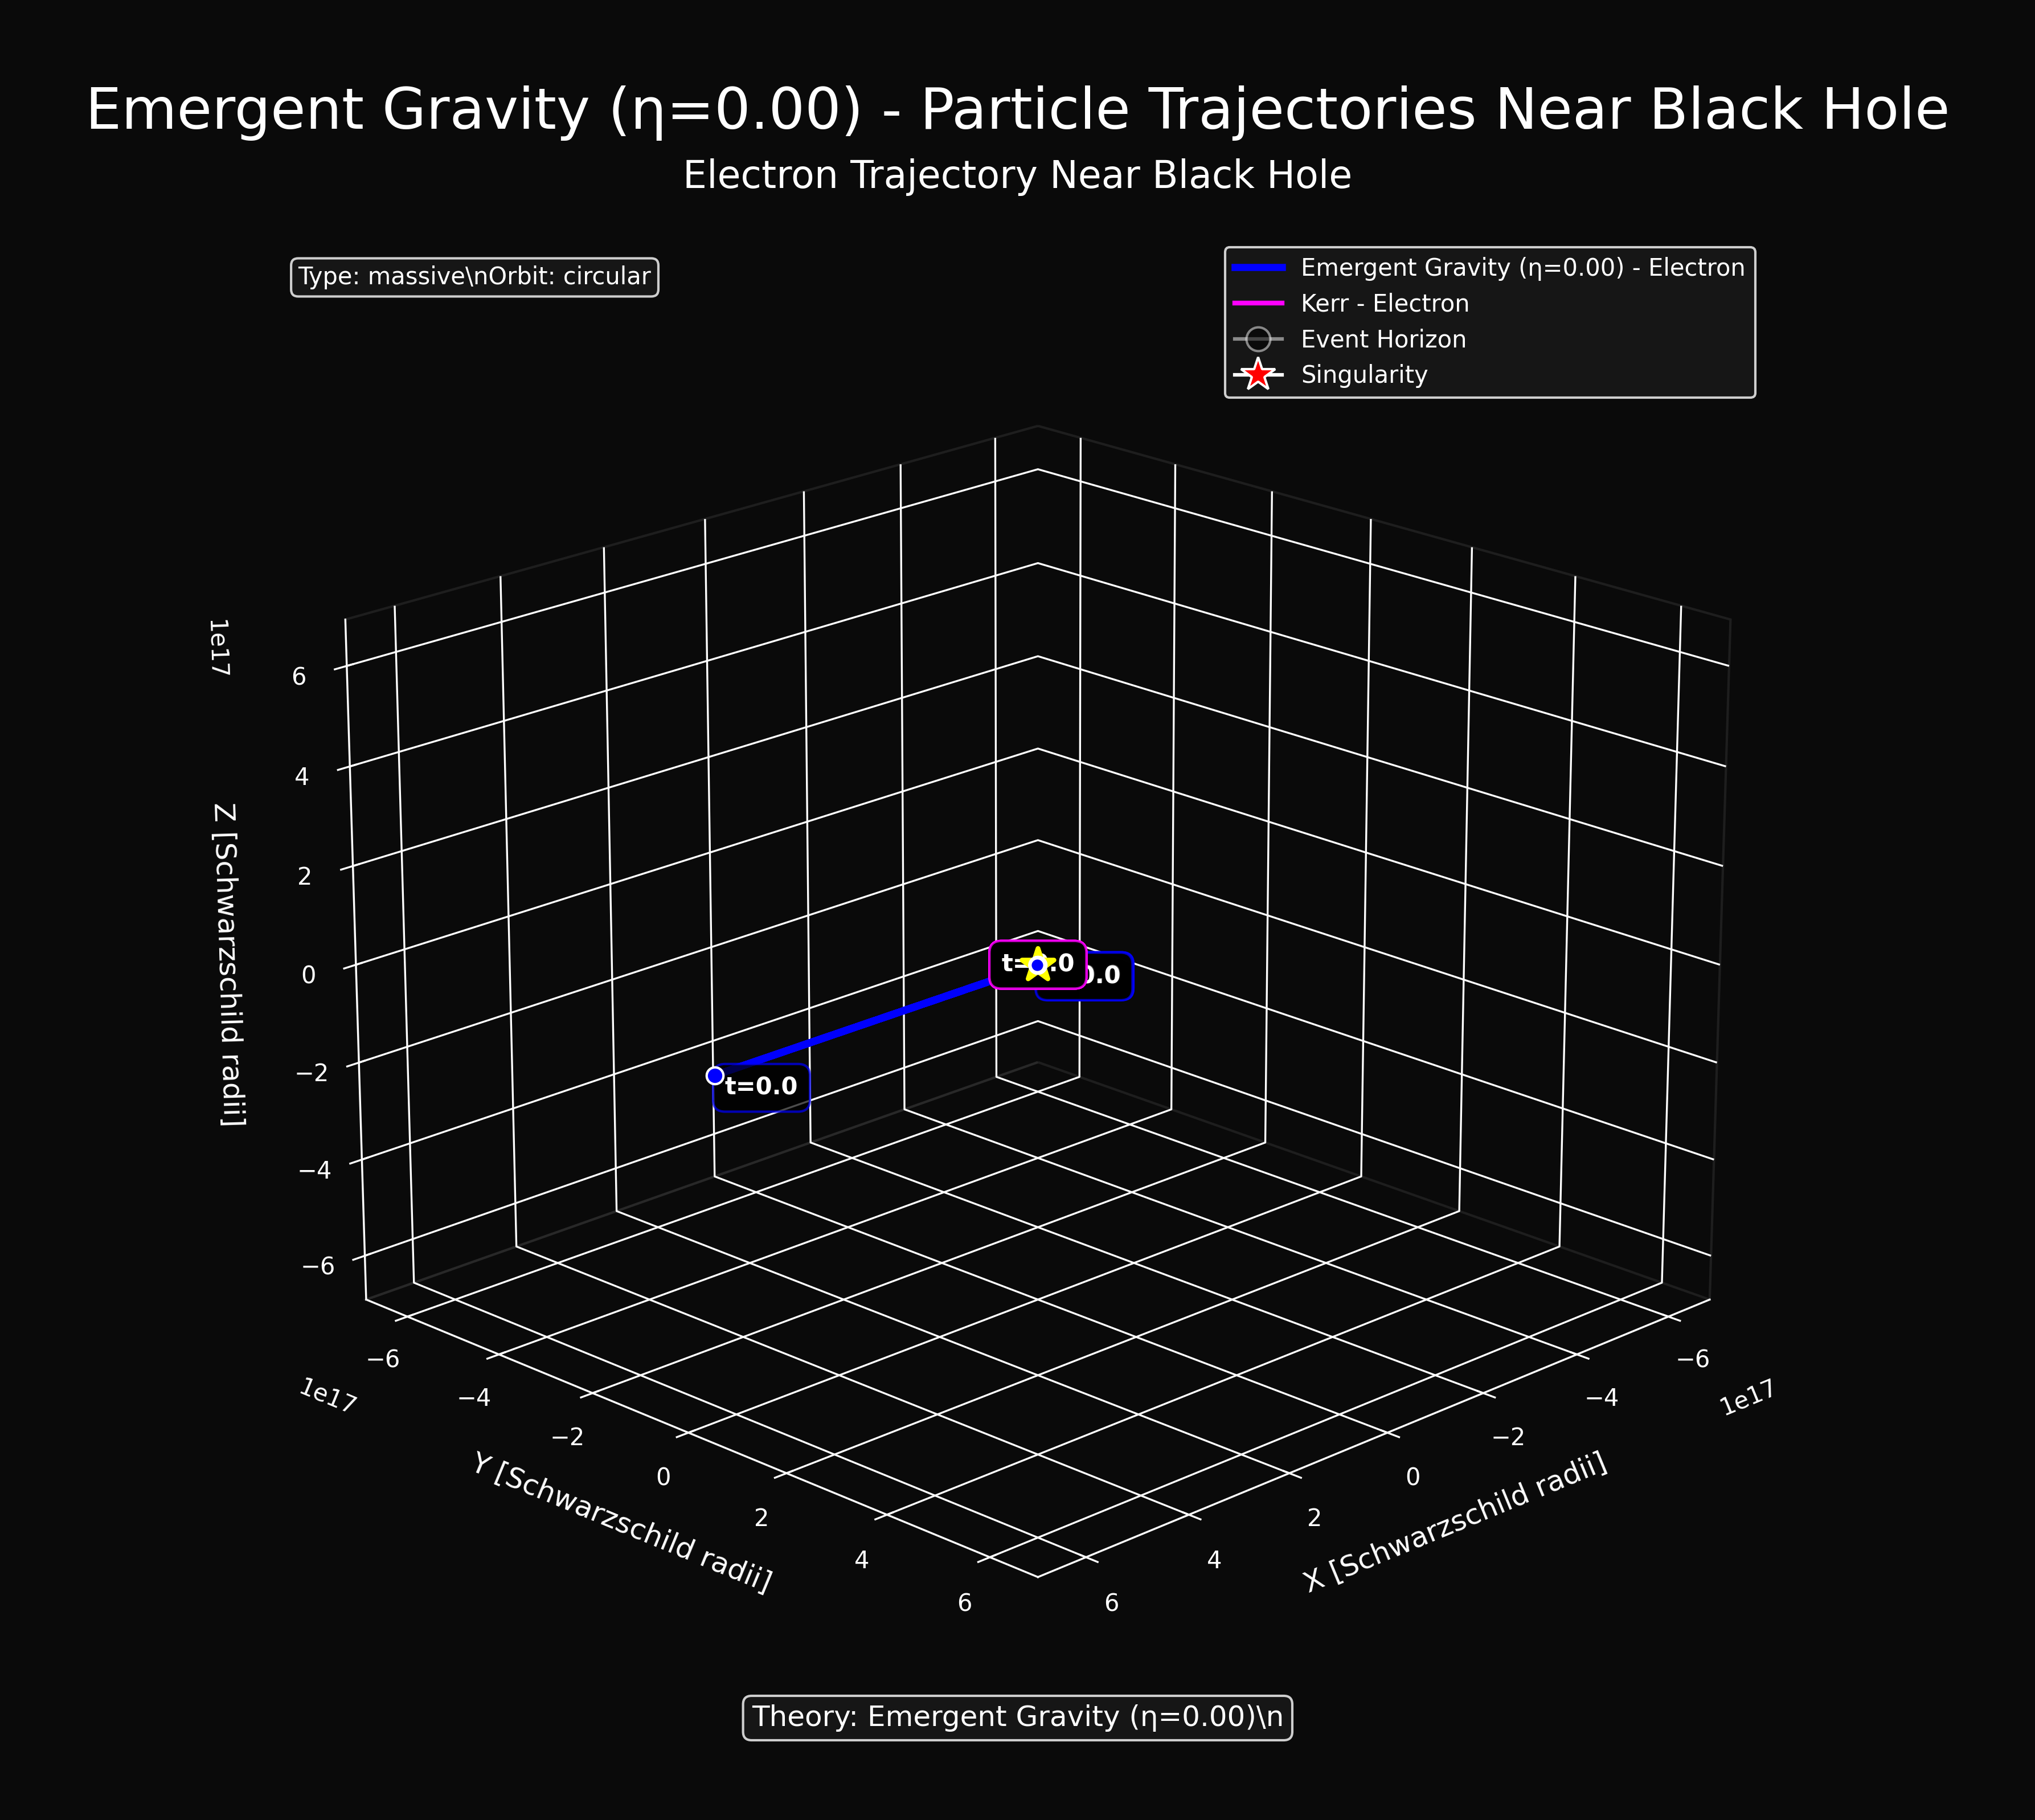 Emergent Gravity (η=0.00) - Particle Trajectories Near Black Hole
Electron Trajectory Near Black Hole
Type: massive\nOrbit: circular
Emergent Gravity (η=0.00) - Electron
Kerr - Electron
Event Horizon
Singularity
1e17
6
4
2
0
−2
−4
−6
Z [Schwarzschild radii]
t=0.0
−6
−4
−2
0
2
4
6
1e17
Y [Schwarzschild radii]
6
4
2
0
−2
−4
−6
1e17
X [Schwarzschild radii]
Theory: Emergent Gravity (η=0.00)\n